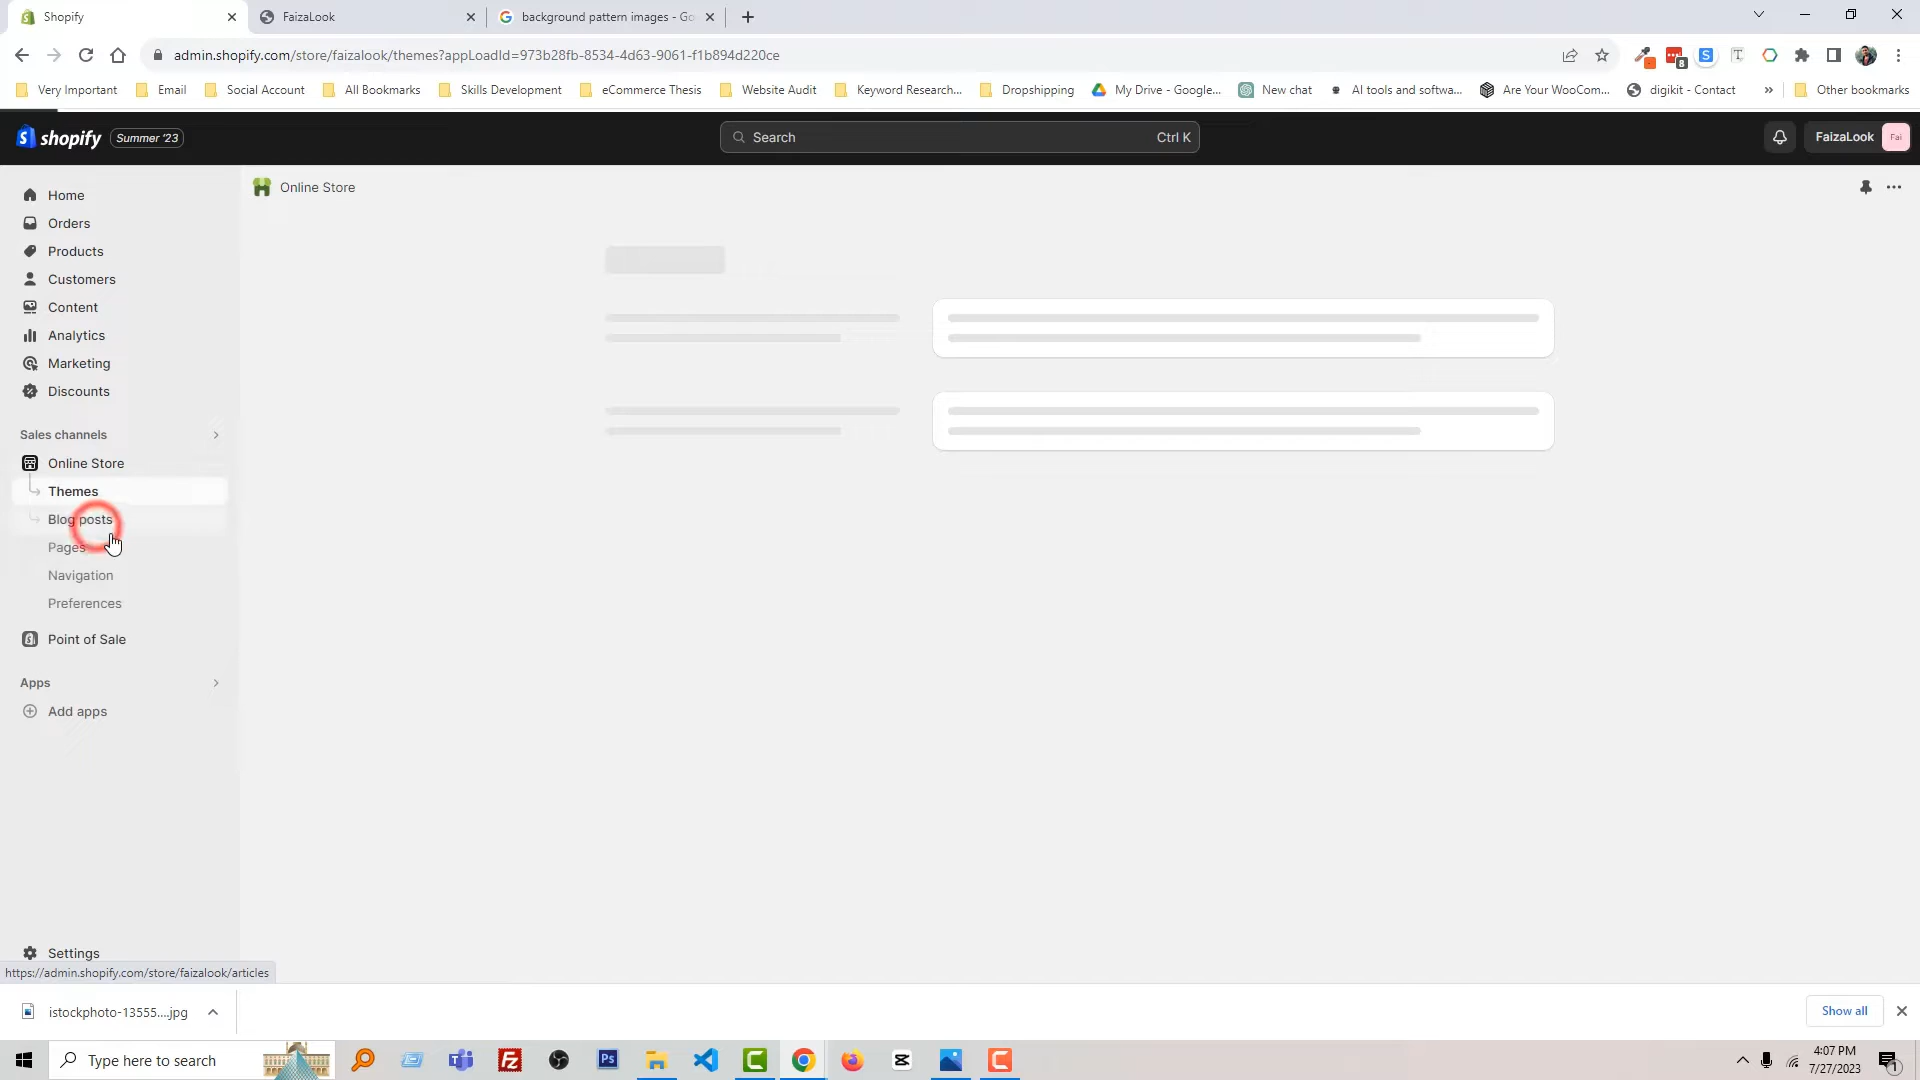 Shopify
FaizaLook
background pattern images - Go
admin.shopify.com/store/faizalook/themes?appLoadId=973b28fb-8534-4d63-9061-f1b894d220ce
8
S
T
Very Important
Email
Social Account
All Bookmarks
Skills Development
eCommerce Thesis
Website Audit
Keyword Research...
Dropshipping
My Drive - Google...
New chat
AI tools and softwa...
Are Your WooCom...
digikit - Contact
»
Other bookmarks
shopify
Summer '23
Search
Ctrl K
FaizaLook
Fai
Home
Online Store
Orders
Products
Customers
Content
Analytics
Marketing
Discounts
Sales channels
Online Store
Themes
Blog posts
Pages
Navigation
Preferences
Point of Sale
Apps
Add apps
Settings
https://admin.shopify.com/store/faizalook/articles
istockphoto-13555....jpg
Show all
Type here to search
Ps
4:07 PM
7/27/2023
1